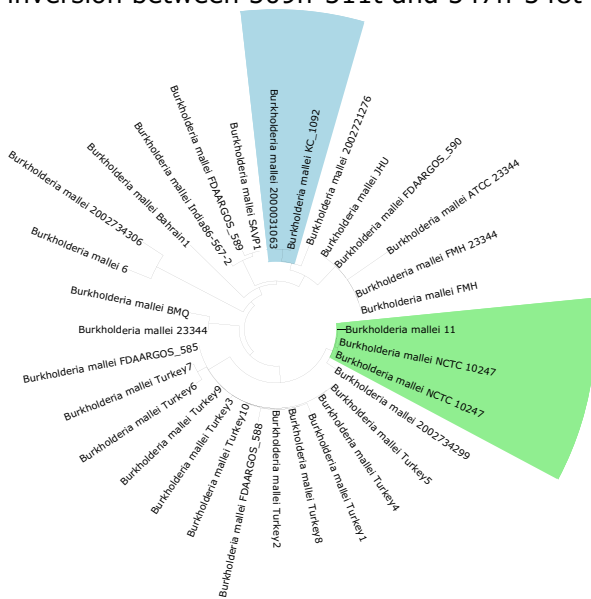 inversion between 509h-511t and 547h-548t
Burkholderia mallei 2000031063
Burkholderia mallei KC_1092
Burkholderia mallei 2002721276
Burkholderia mallei JHU
Burkholderia mallei FDAARGOS_590
Burkholderia mallei ATCC 23344
Burkholderia mallei FMH 23344
Burkholderia mallei FMH
Burkholderia mallei 11
Burkholderia mallei NCTC 10247
Burkholderia mallei NCTC 10247
Burkholderia mallei 2002734299
Burkholderia mallei Turkey5
Burkholderia mallei Turkey4
Burkholderia mallei Turkey1
Burkholderia mallei Turkey8
Burkholderia mallei Turkey2
Burkholderia mallei FDAARGOS_588
Burkholderia mallei Turkey10
Burkholderia mallei Turkey3
Burkholderia mallei Turkey9
Burkholderia mallei Turkey6
Burkholderia mallei Turkey7
Burkholderia mallei FDAARGOS_585
Burkholderia mallei 23344
Burkholderia mallei BMQ
Burkholderia mallei 6
Burkholderia mallei 2002734306
Burkholderia mallei Bahrain1
Burkholderia mallei India86-567-2
Burkholderia mallei FDAARGOS_589
Burkholderia mallei SAVP1